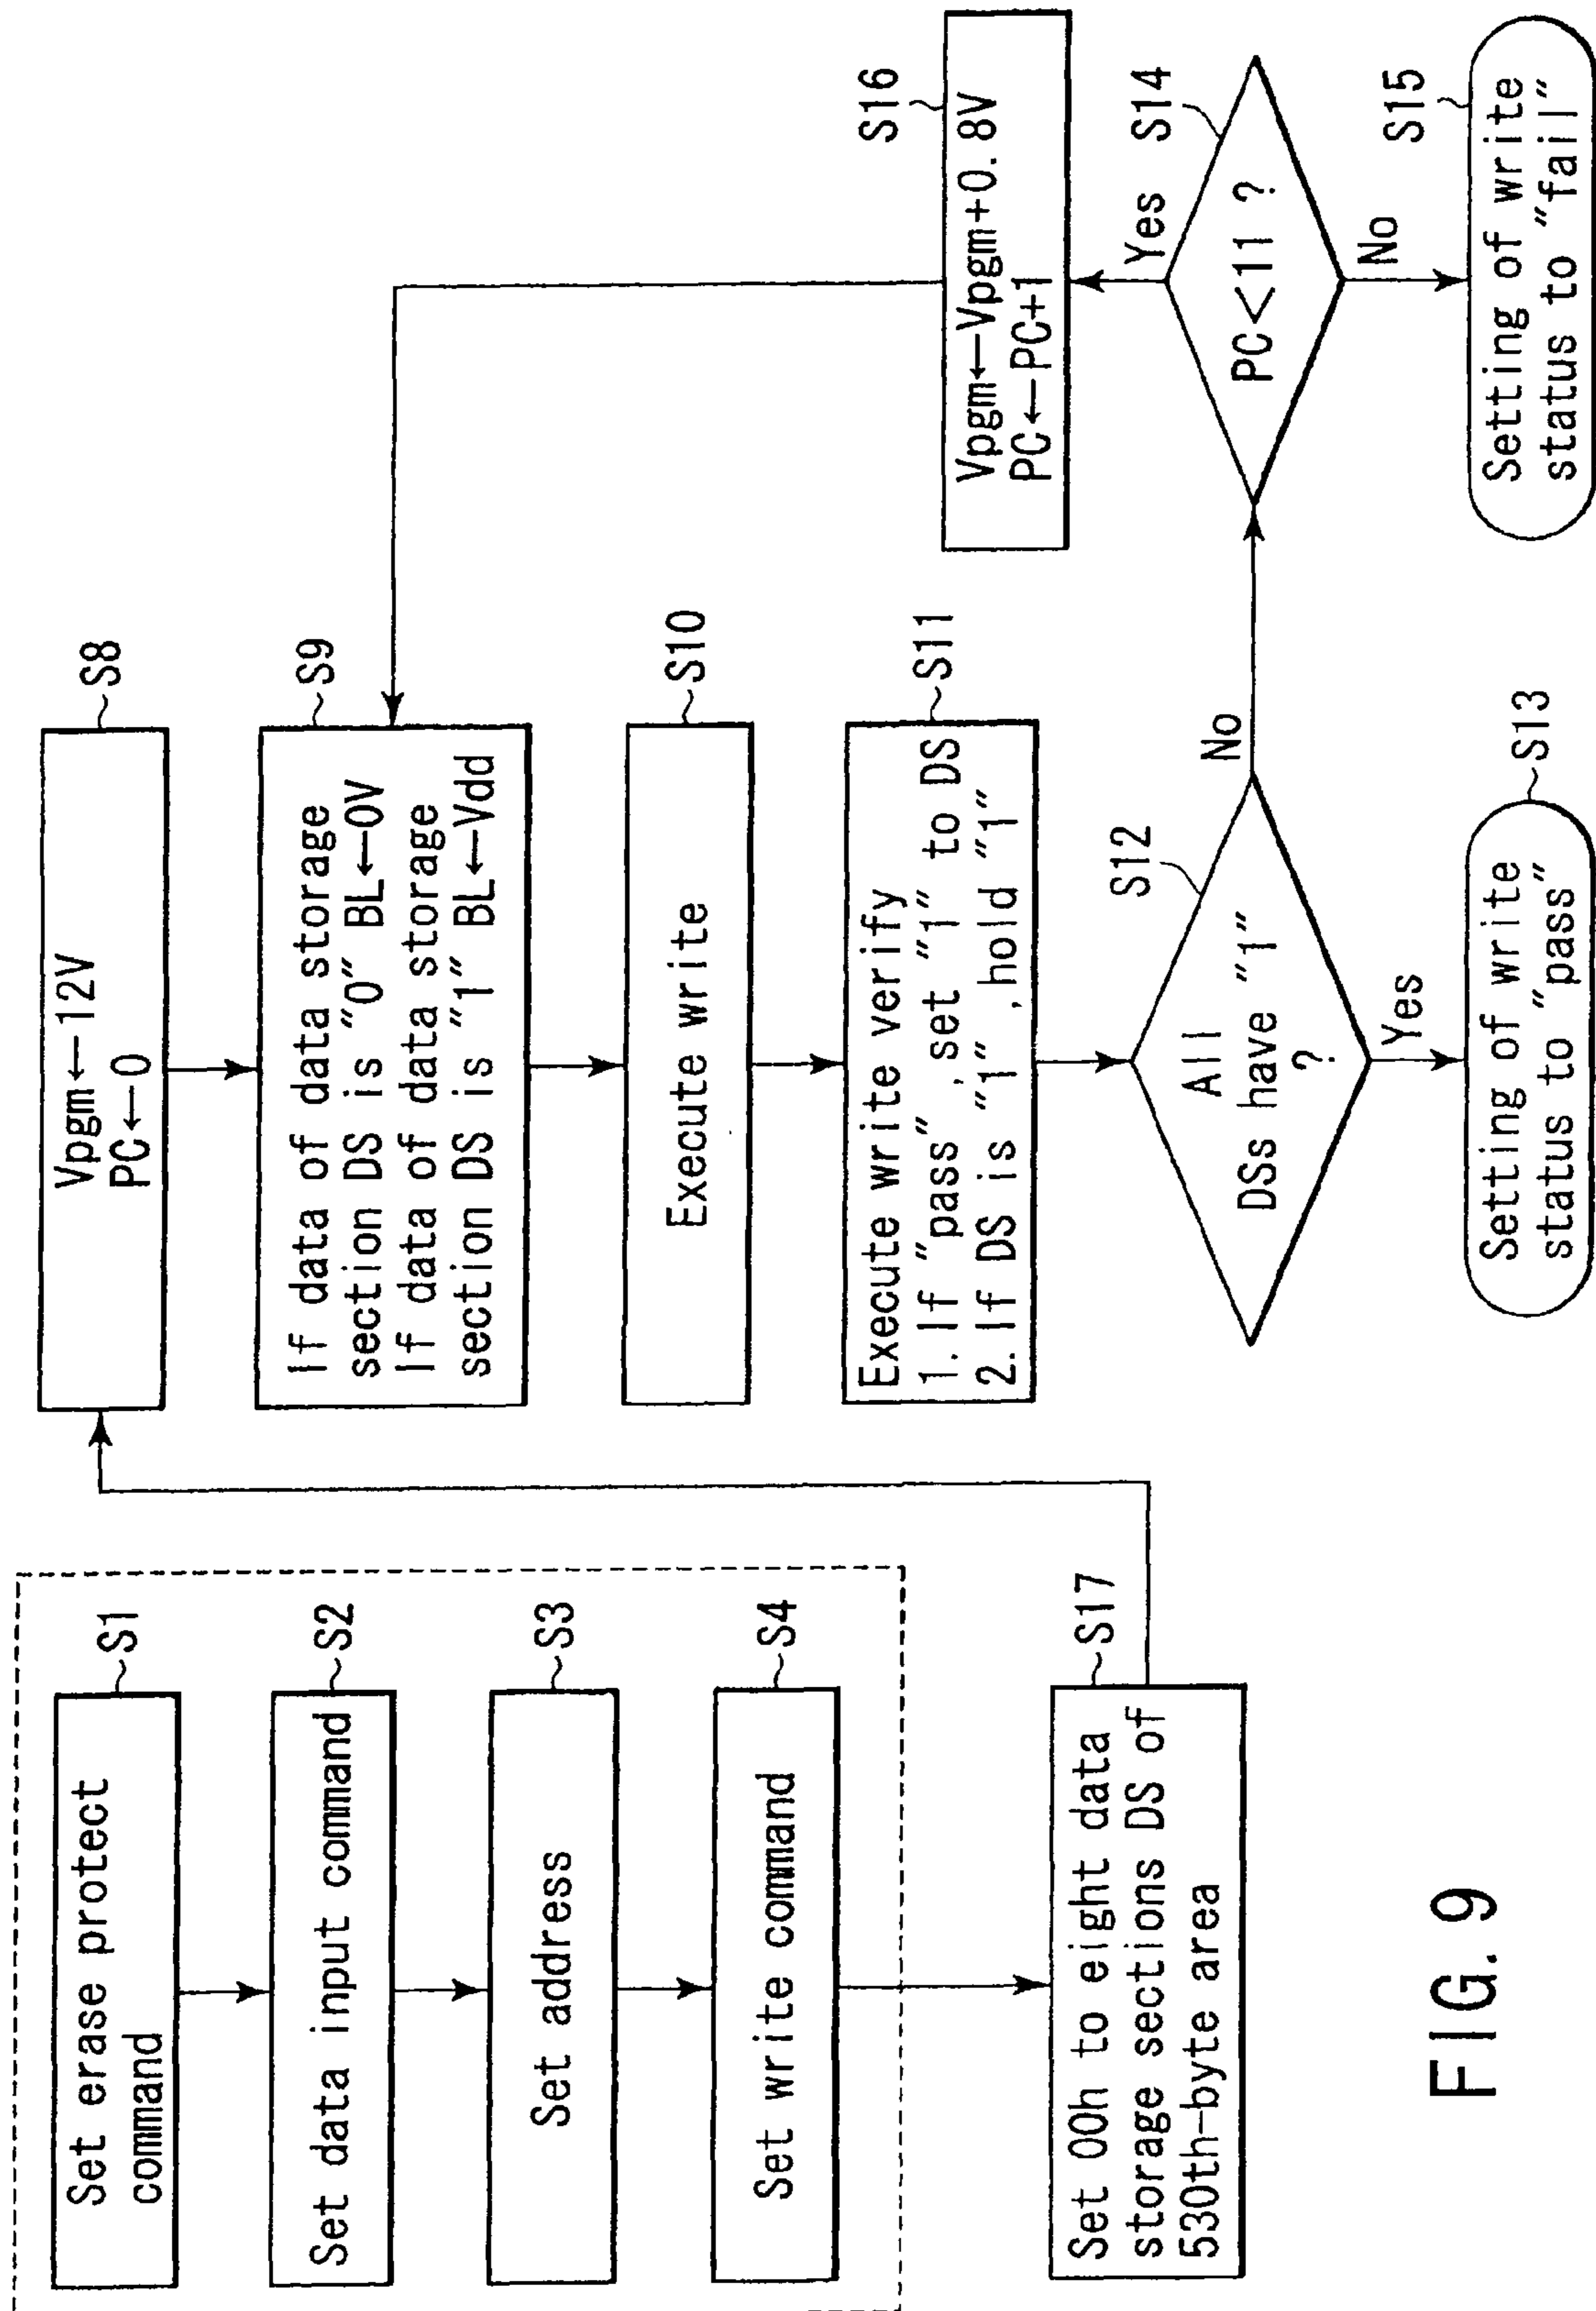 Set erase protect
command
S1
Set data input command
S2
Set address
S3
Set write command
S4
Set 00h to eight data
storage sections DS of
530th-byte area
S17
Vpgm←12V
PC←0
S8
If data of data storage
section DS is "0" BL←0V
If data of data storage
section DS is "1" BL←Vdd
S9
Execute write
S10
Execute write verify
1. If "pass", set "1" to DS
2. If DS is "1", hold "1"
S11
All
DSs have "1"
?
S12
No
Yes
Setting of write
status to "pass"
S13
Vpgm←Vpgm+0.8V
PC←PC+1
S16
Yes
S14
PC<11 ?
No
Setting of write
status to "fail"
S15
FIG. 9